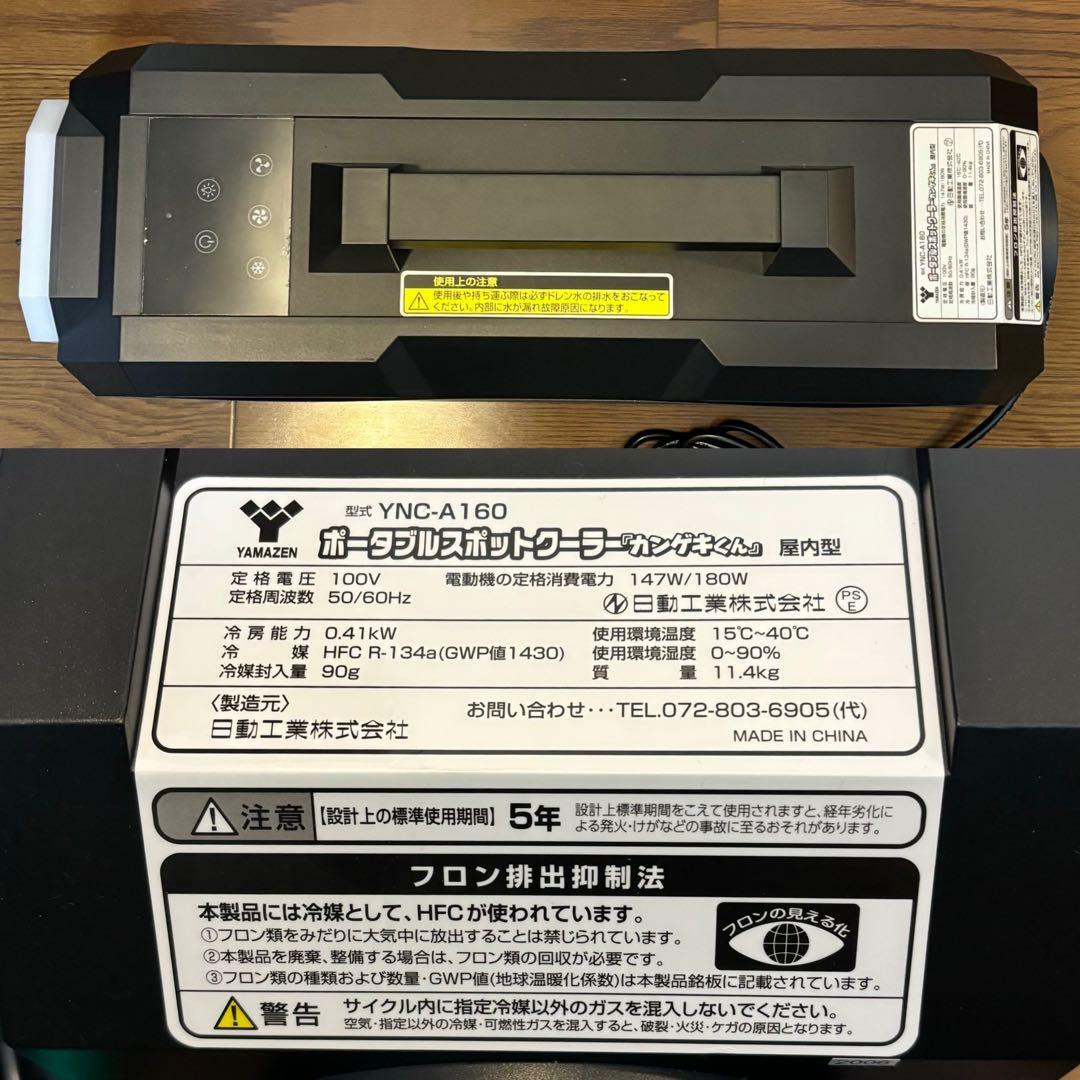 使用上の注意
使用後や持ち運ぶ際は必ずドレン水の排水をおこなって
ください。内部に水が漏れ故障原因になります。
YAMAZEN
型式 YNC-A160
ポータブルスポットクーラー『カンゲキくん』 屋内型
定格電圧 100V 電動機の定格消費電力 147W/180W
定格周波数 50/60Hz 日動工業株式会社 PSE
冷房能力 0.41kW 使用環境温度 15℃~40℃
冷媒 HFC R-134a(GWP値1430) 使用環境湿度 0~90%
冷媒封入量 90g 質量 11.4kg
〈製造元〉
日動工業株式会社 お問い合わせ・・・TEL.072-803-6905(代)
MADE IN CHINA
注意 【設計上の標準使用期間】 5年 設計上標準期間をこえて使用されますと、経年劣化に
よる発火・けがなどの事故に至るおそれがあります。
フロン排出抑制法
本製品には冷媒として、HFCが使われています。
フロンの見える化
①フロン類をみだりに大気中に放出することは禁じられています。
②本製品を廃棄、整備する場合は、フロン類の回収が必要です。
③フロン類の種類および数量・GWP値(地球温暖化係数)は本製品銘板に記載されています。
警告 サイクル内に指定冷媒以外のガスを混入しないでください。
空気・指定以外の冷媒・可燃性ガスを混入すると、破裂・火災・ケガの原因となります。